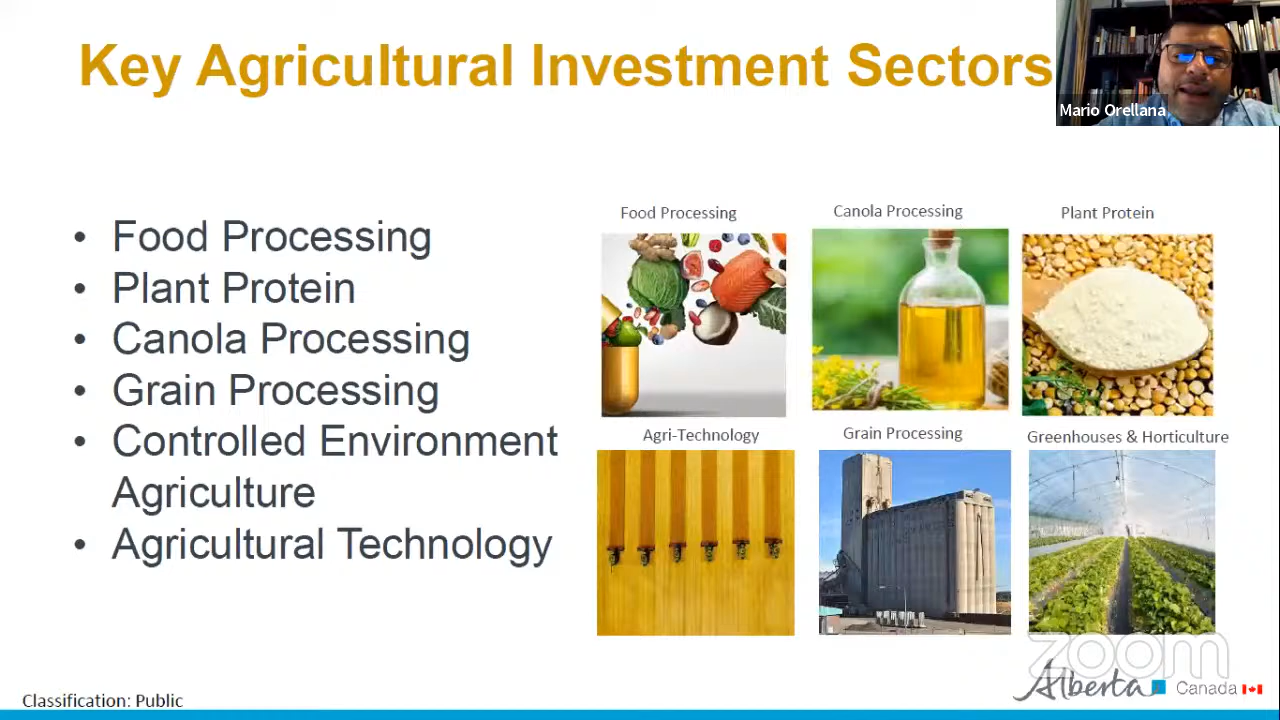 Key Agricultural Investment Sectors
Mario Orellana
• Food Processing
• Plant Protein
• Canola Processing
• Grain Processing
• Controlled Environment
Agriculture
• Agricultural Technology
Food Processing
Canola Processing
Plant Protein
Agri-Technology
Grain Processing
Greenhouses & Horticulture
zoom
Alberta Canada
Classification: Public